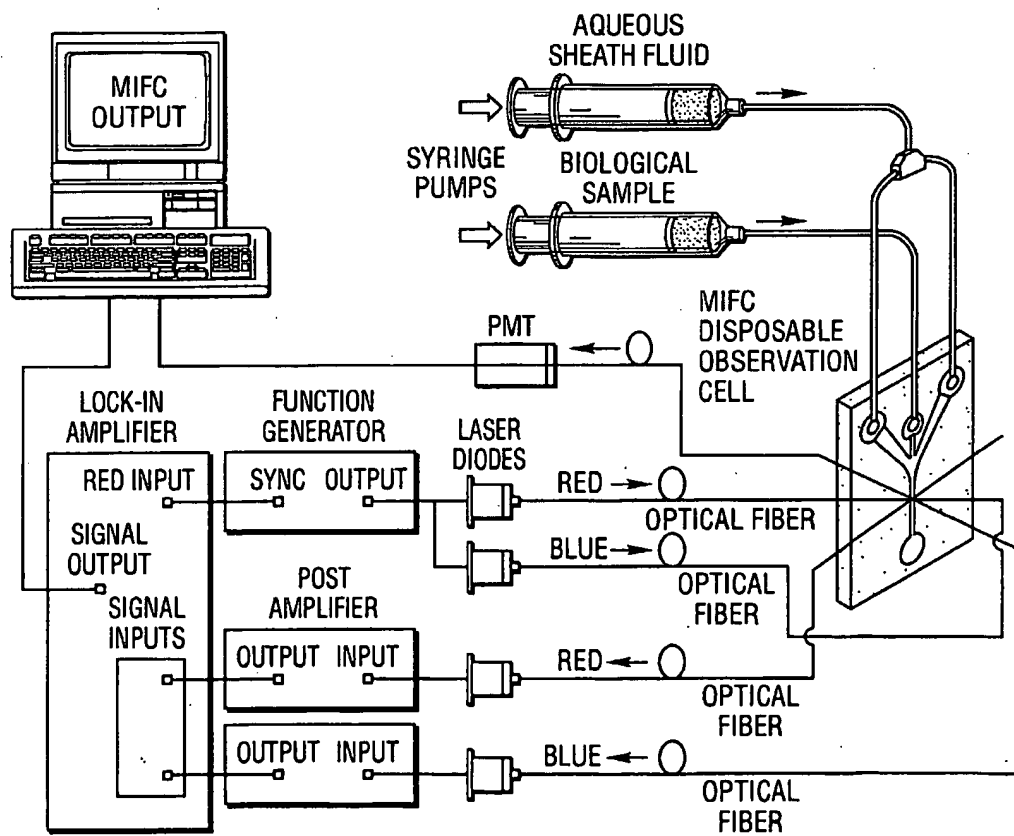 AQUEOUS
SHEATH FLUID
MIFC
OUTPUT
SYRINGE
PUMPS
BIOLOGICAL
SAMPLE
MIFC
DISPOSABLE
OBSERVATION
CELL
PMT
LOCK-IN
AMPLIFIER
FUNCTION
GENERATOR
LASER
DIODES
RED INPUT
SYNC OUTPUT
RED
OPTICAL FIBER
SIGNAL
OUTPUT
BLUE
OPTICAL
FIBER
POST
AMPLIFIER
SIGNAL
INPUTS
OUTPUT INPUT
RED
OPTICAL
FIBER
OUTPUT INPUT
BLUE
OPTICAL
FIBER